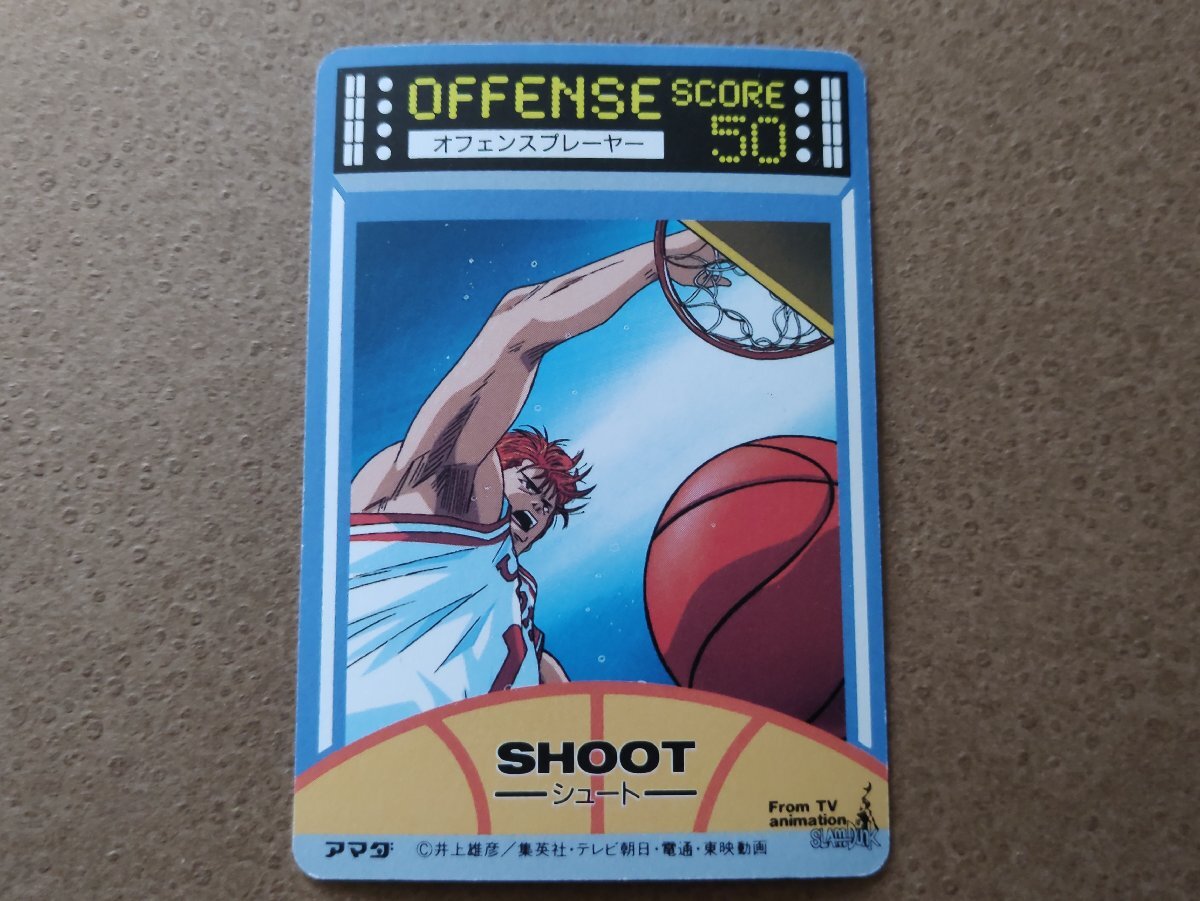 OFFENSE SCORE
オフェンスプレーヤー 50
SHOOT
シュート
From TV
animation
SLAM DUNK
アマダ ©井上雄彦/集英社・テレビ朝日・電通・東映動画